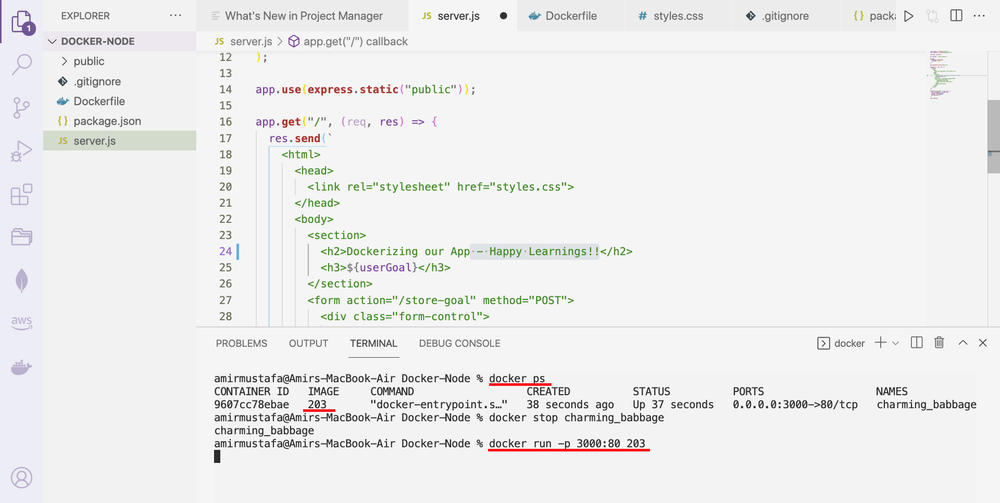 1
EXPLORER ···
What's New in Project Manager
JS server.js
Dockerfile
# styles.css
.gitignore
{} packa
···
DOCKER-NODE
public
.gitignore
Dockerfile
{} package.json
JS server.js
aws
JS server.js > app.get("/") callback
12 );
13
14 app.use(express.static("public"));
15
16 app.get("/", (req, res) => {
17 res.send(`
18 <html>
19 <head>
20 <link rel="stylesheet" href="styles.css">
21 </head>
22 <body>
23 <section>
24 <h2>Dockerizing our App - Happy Learnings!!</h2>
25 <h3>${userGoal}</h3>
26 </section>
27 <form action="/store-goal" method="POST">
28 <div class="form-control">
PROBLEMS OUTPUT TERMINAL DEBUG CONSOLE
docker
amirmustafa@Amirs-MacBook-Air Docker-Node % docker ps
CONTAINER ID IMAGE COMMAND CREATED STATUS PORTS NAMES
9607cc78ebae 203 "docker-entrypoint.s…" 38 seconds ago Up 37 seconds 0.0.0.0:3000->80/tcp charming_babbage
amirmustafa@Amirs-MacBook-Air Docker-Node % docker stop charming_babbage
charming_babbage
amirmustafa@Amirs-MacBook-Air Docker-Node % docker run -p 3000:80 203